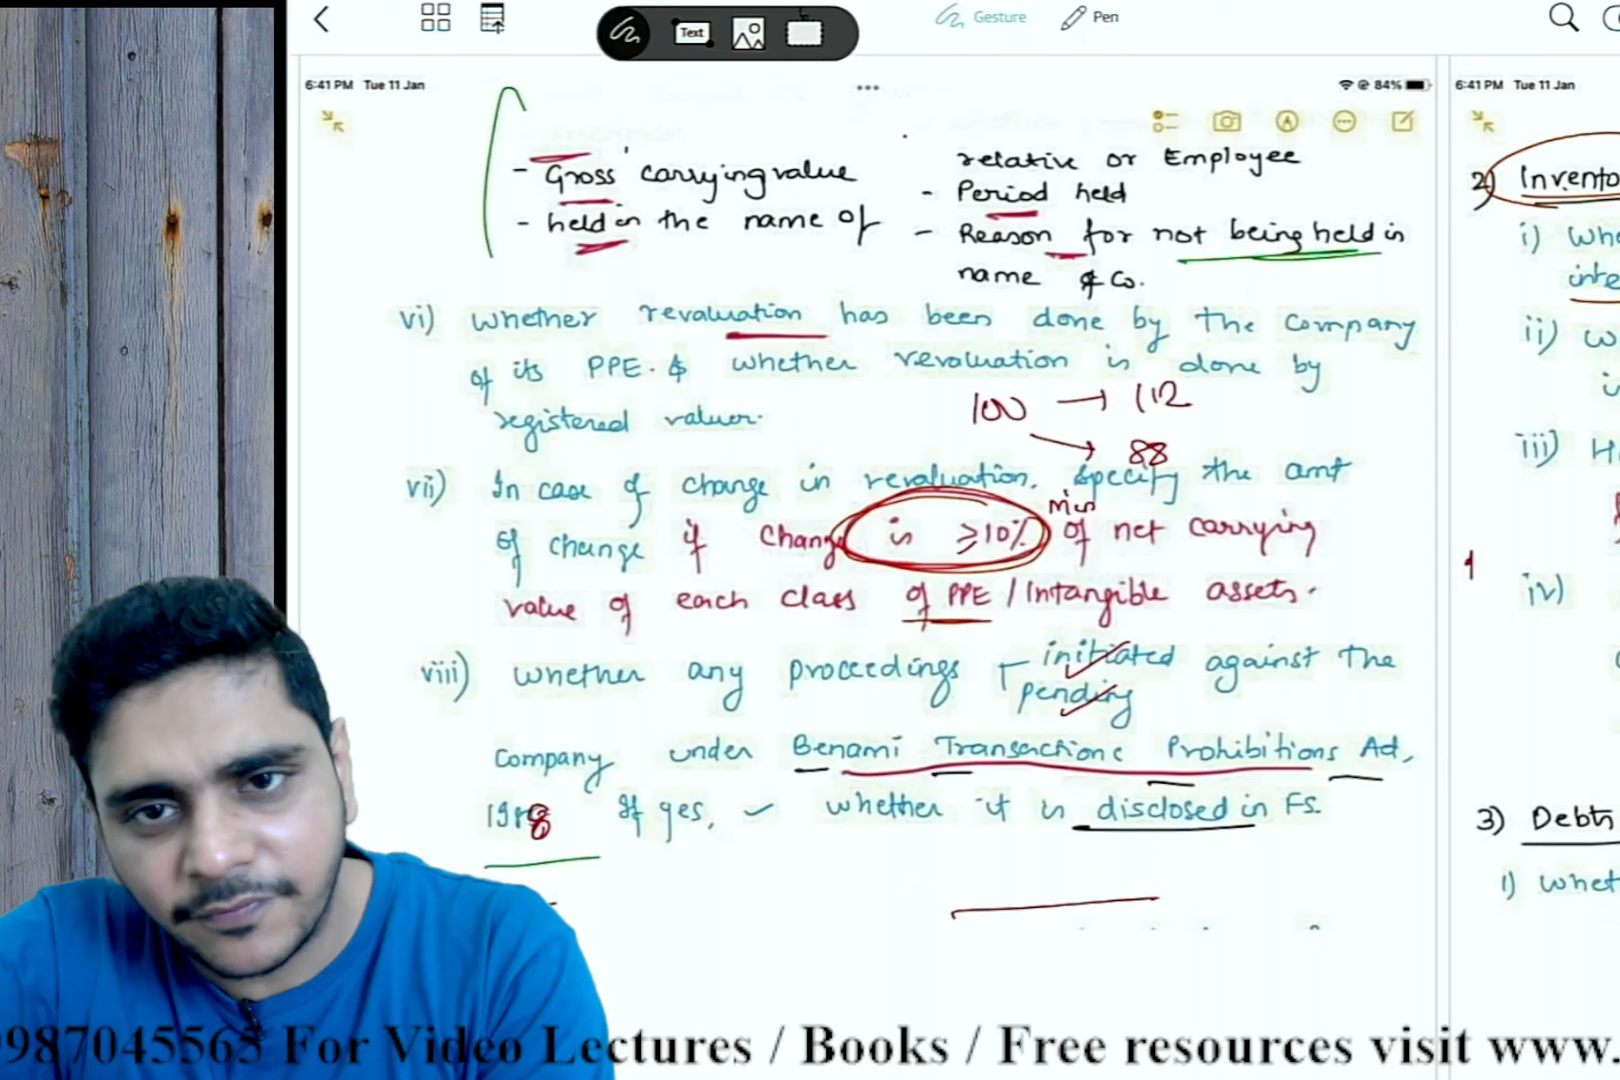 Text
Gesture
Pen
6:41 PM Tue 11 Jan
84%
- Gross carrying value
- held in the name of
relative or Employee
- Period held
- Reason for not being held in
name of Co.
vi) Whether revaluation has been done by the Company
of its PPE. & whether revaluation is done by
registered valuer.
100 → 112
→ 88
vii) In case of change in revaluation, specify the amt
min
of change if change is ≥10% of net carrying
value of each class of PPE / Intangible assets.
viii) whether any proceedings initiated against the
pending
Company under Benami Transactions Prohibitions Act,
1988 If yes, whether it is disclosed in FS.
6:41 PM Tue 11 Jan
2) Invento
i) Whe
inte
ii) W
iii) H
iv)
3) Debts
1) Whet
9987045565 For Video Lectures / Books / Free resources visit www.